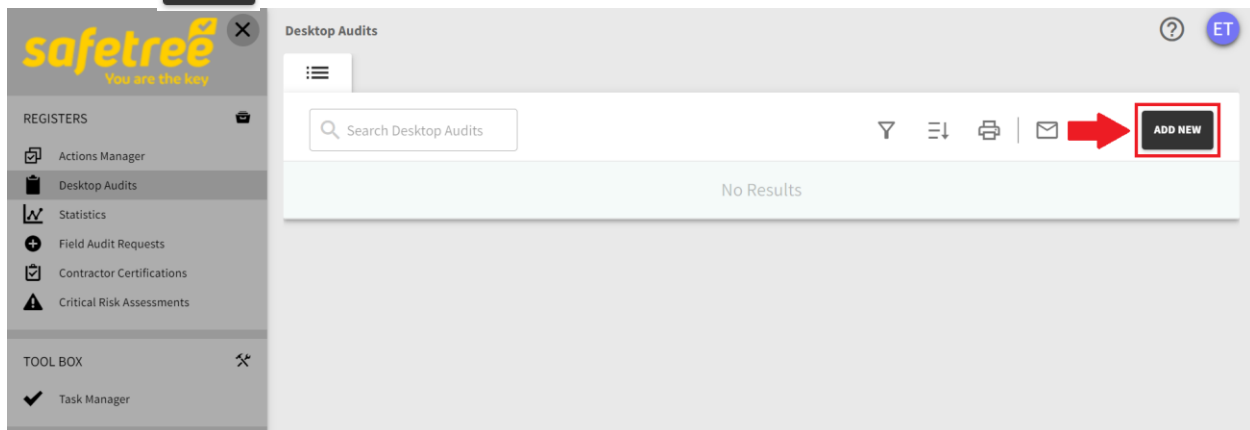 safetree
You are the key
Desktop Audits
ET
REGISTERS
Search Desktop Audits
ADD NEW
Actions Manager
Desktop Audits
No Results
Statistics
Field Audit Requests
Contractor Certifications
Critical Risk Assessments
TOOL BOX
Task Manager